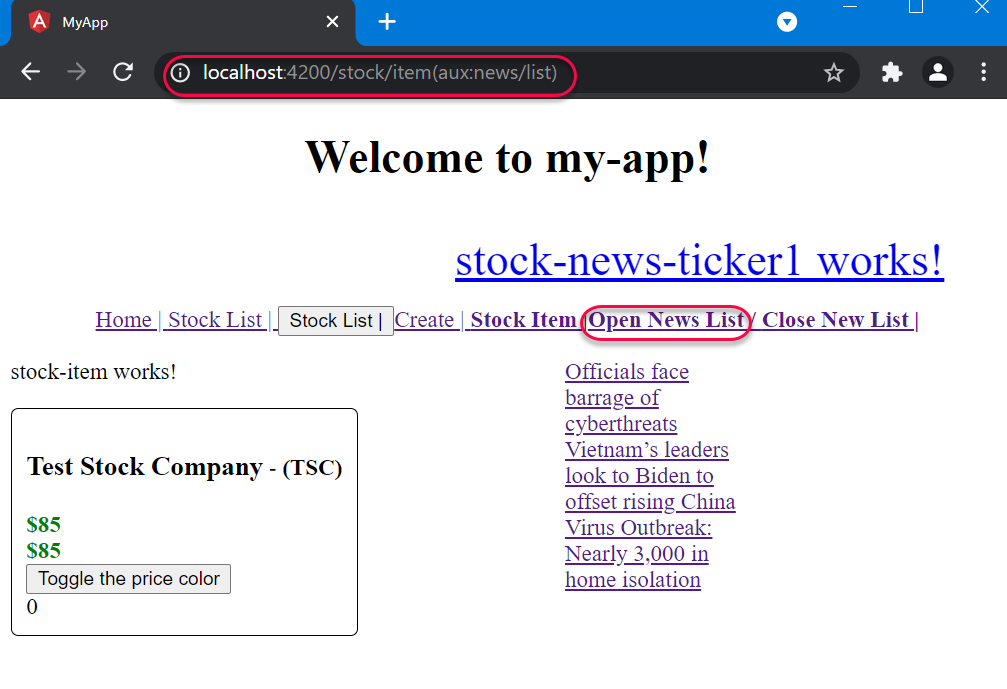 MyApp
localhost:4200/stock/item(aux:news/list)
Welcome to my-app!
stock-news-ticker1 works!
Home | Stock List | Stock List | Create | Stock Item |Open News List / Close New List |
stock-item works!
Test Stock Company - (TSC)
$85
$85
Toggle the price color
0
Officials face
barrage of
cyberthreats
Vietnam’s leaders
look to Biden to
offset rising China
Virus Outbreak:
Nearly 3,000 in
home isolation